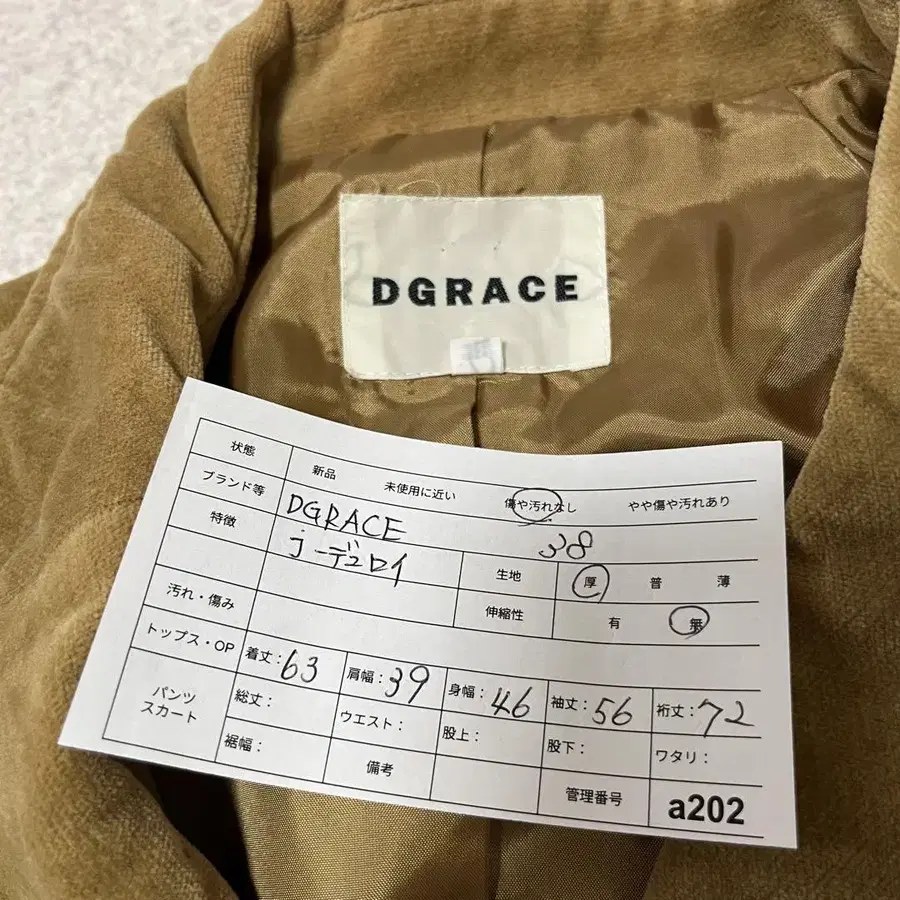 DGRACE
状態 新品 未使用に近い 傷や汚れなし やや傷や汚れあり
ブランド等 DGRACE 38
特徴 コーデュロイ 生地 厚 普 薄
伸縮性 有 無
汚れ・傷み
トップス・OP 着丈：63 肩幅：39 身幅：46 袖丈：56 裄丈：72
パンツ スカート 総丈： ウエスト： 股上： 股下： ワタリ：
裾幅： 備考 管理番号 a202